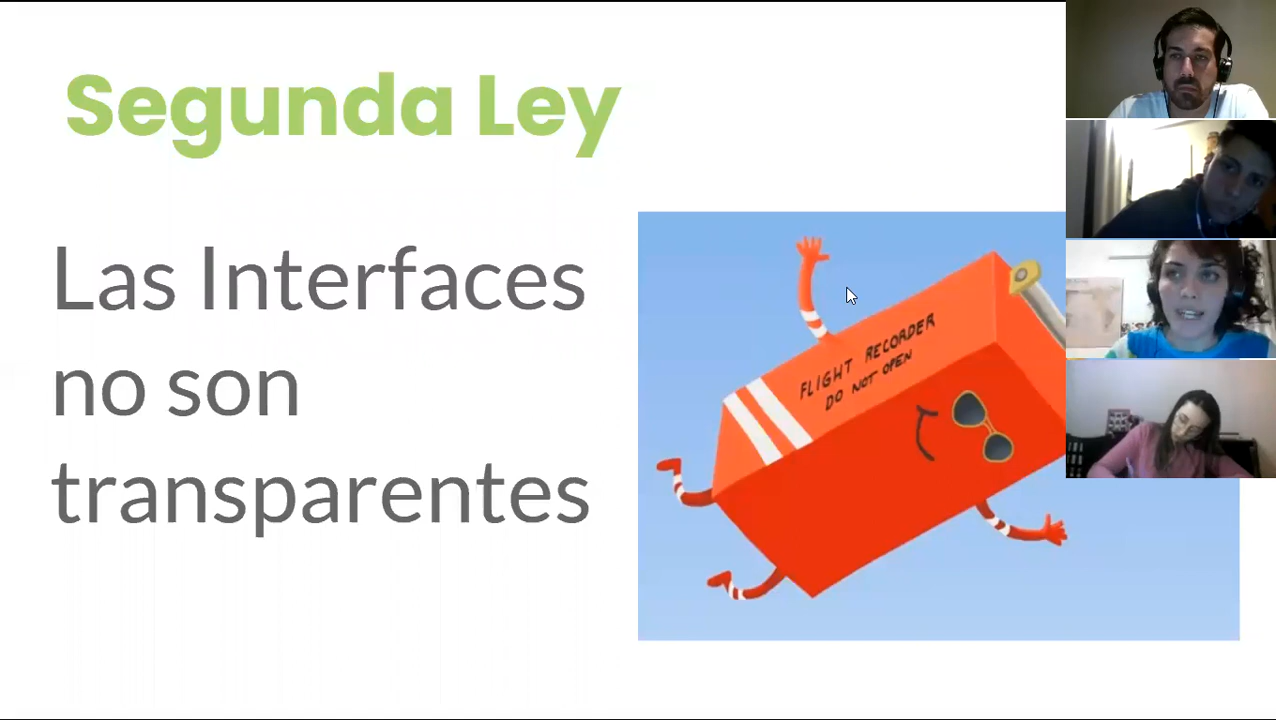 Segunda Ley
Las Interfaces
no son
transparentes
FLIGHT RECORDER
DO NOT OPEN